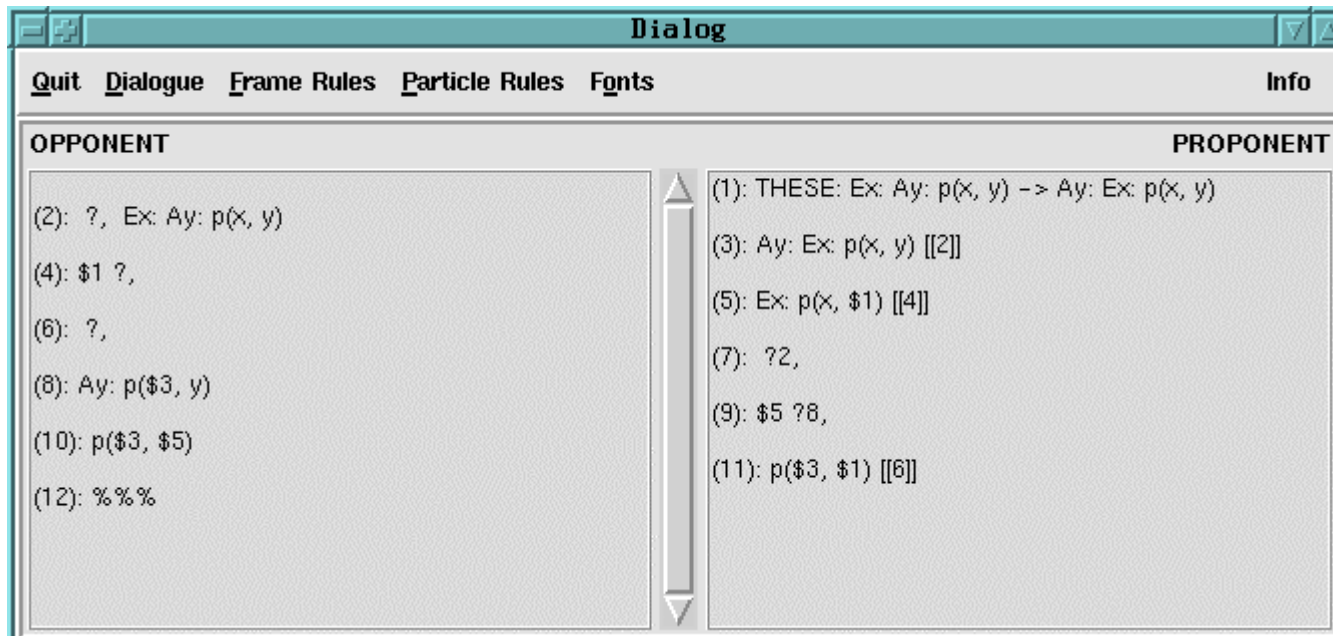 Dialog
Quit Dialogue Frame Rules Particle Rules Fonts Info
OPPONENT
PROPONENT
(1): THESE: Ex: Ay: p(x, y) -> Ay: Ex: p(x, y)
(2): ?, Ex: Ay: p(x, y)
(3): Ay: Ex: p(x, y) [[2]]
(4): $1 ?,
(5): Ex: p(x, $1) [[4]]
(6): ?,
(7): ?2,
(8): Ay: p($3, y)
(9): $5 ?8,
(10): p($3, $5)
(11): p($3, $1) [[6]]
(12): %%%